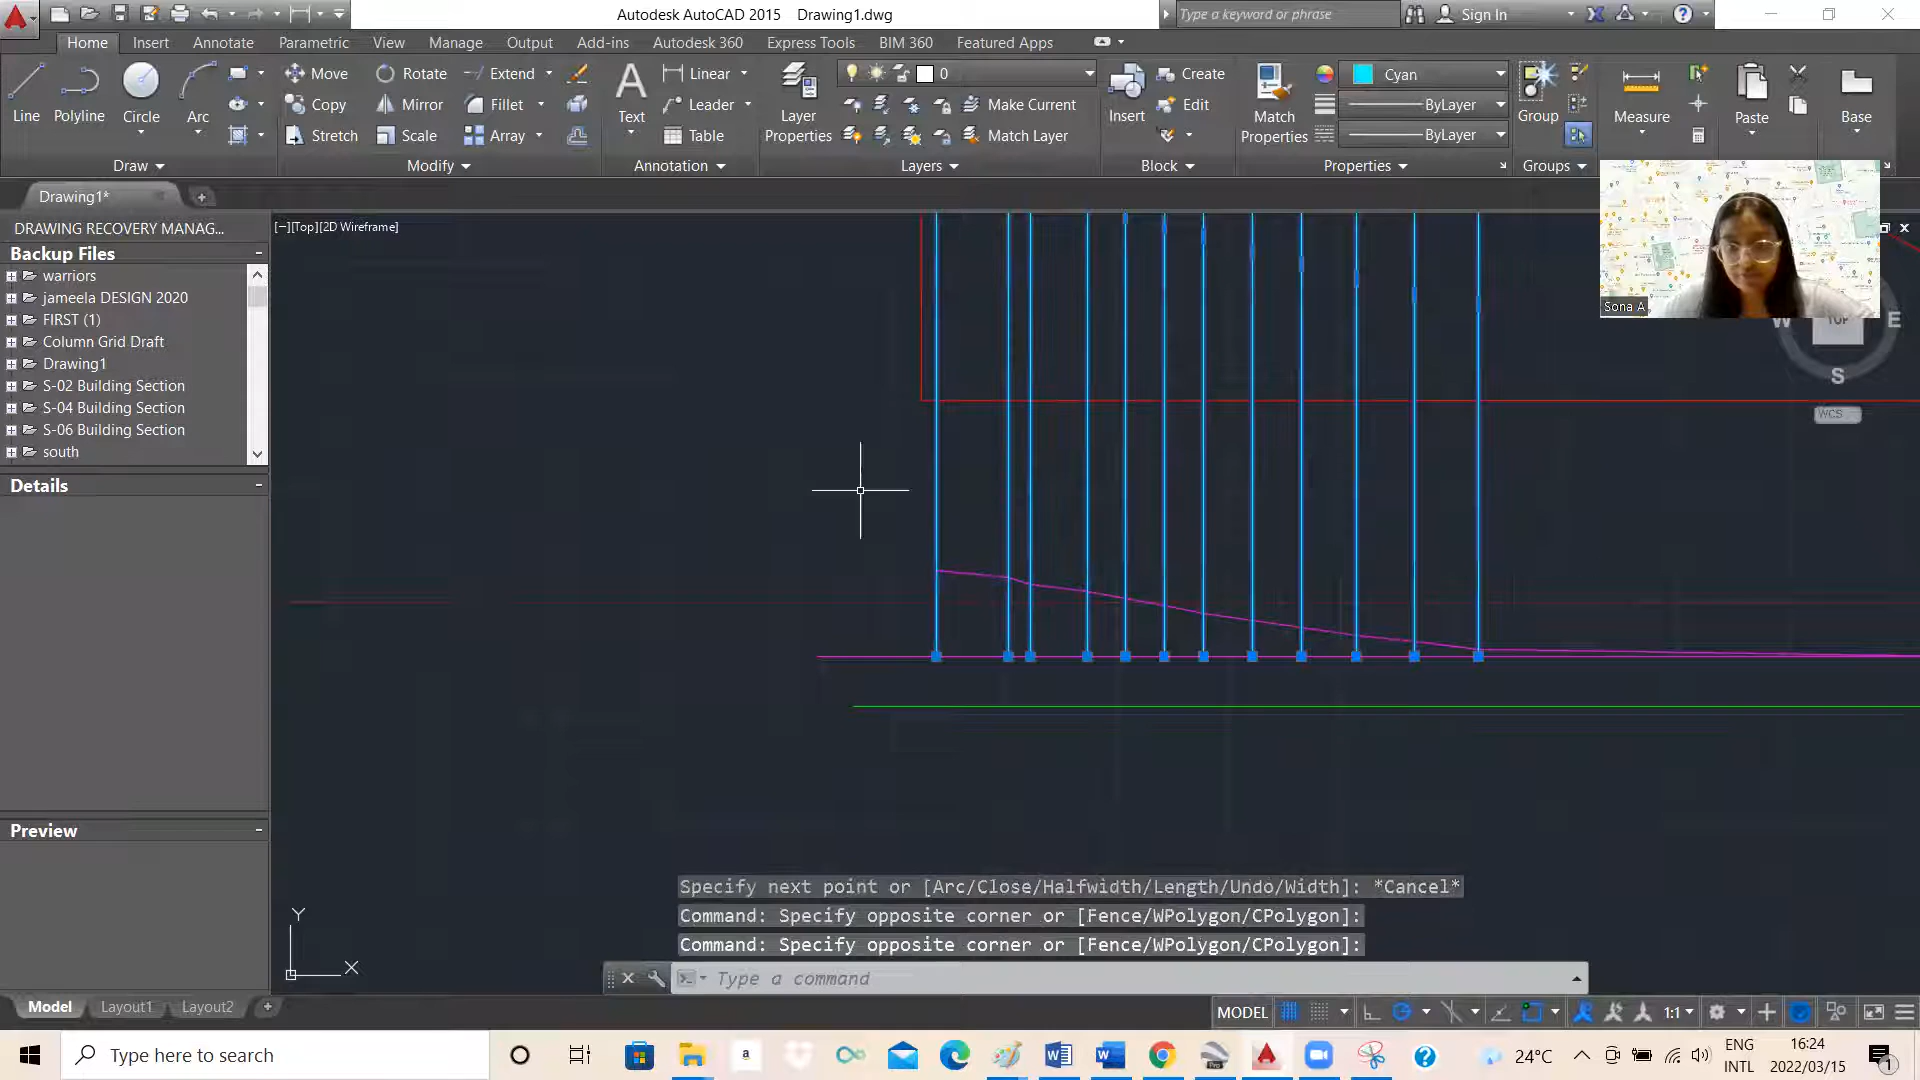 Autodesk AutoCAD 2015 Drawing1.dwg
Type a keyword or phrase
Sign In
Home Insert Annotate Parametric View Manage Output Add-ins Autodesk 360 Express Tools BIM 360 Featured Apps
Line Polyline Circle Arc
Move Rotate Extend
Copy Mirror Fillet
Stretch Scale Array
Text Linear
Leader
Table
Layer Properties
0
Make Current
Match Layer
Insert Create
Edit
Match Properties
Cyan
ByLayer
ByLayer
Group
Measure
Paste
Base
Draw Modify Annotation Layers Block Properties Groups
Drawing1*
DRAWING RECOVERY MANAG...
Backup Files
warriors
jameela DESIGN 2020
FIRST (1)
Column Grid Draft
Drawing1
S-02 Building Section
S-04 Building Section
S-06 Building Section
south
Details
Preview
[−][Top][2D Wireframe]
Sona A
W TOP E
S
WCS
Y
X
Specify next point or [Arc/Close/Halfwidth/Length/Undo/Width]: *Cancel*
Command: Specify opposite corner or [Fence/WPolygon/CPolygon]:
Command: Specify opposite corner or [Fence/WPolygon/CPolygon]:
Type a command
Model Layout1 Layout2
MODEL 1:1
Type here to search
24°C
ENG
INTL
16:24
2022/03/15
1